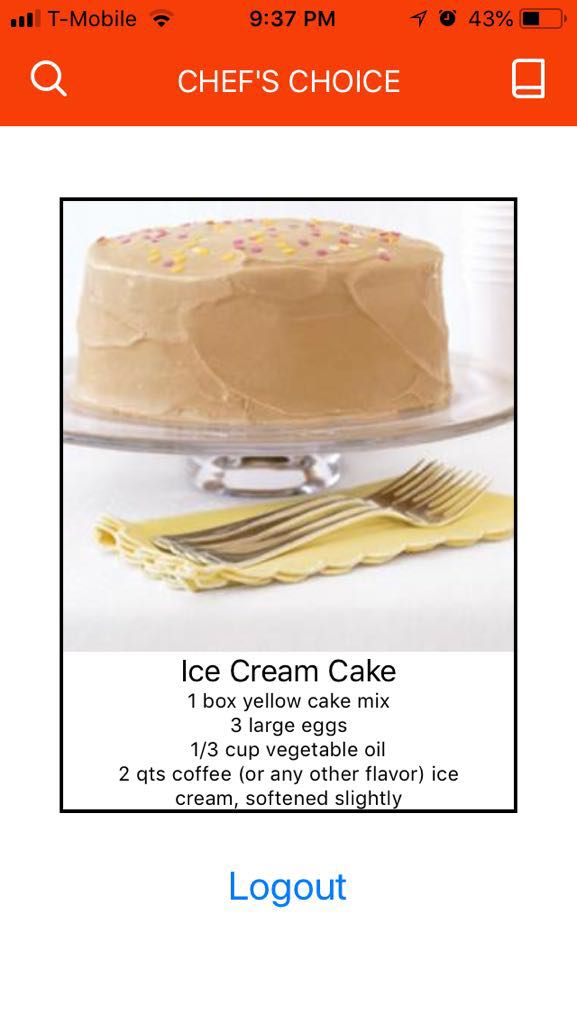 T-Mobile 9:37 PM 43%
CHEF'S CHOICE
Ice Cream Cake
1 box yellow cake mix
3 large eggs
1/3 cup vegetable oil
2 qts coffee (or any other flavor) ice
cream, softened slightly
Logout